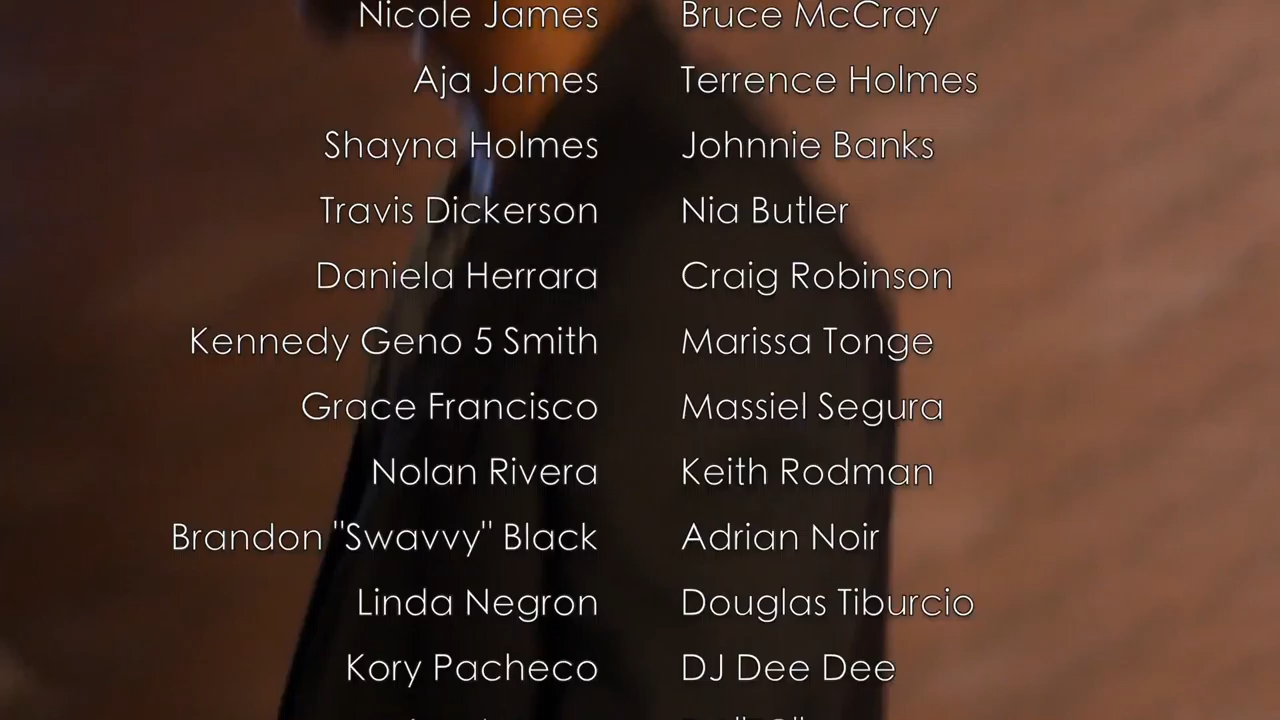 Nicole James Bruce McCray
Aja James Terrence Holmes
Shayna Holmes Johnnie Banks
Travis Dickerson Nia Butler
Daniela Herrara Craig Robinson
Kennedy Geno 5 Smith Marissa Tonge
Grace Francisco Massiel Segura
Nolan Rivera Keith Rodman
Brandon "Swavvy" Black Adrian Noir
Linda Negron Douglas Tiburcio
Kory Pacheco DJ Dee Dee